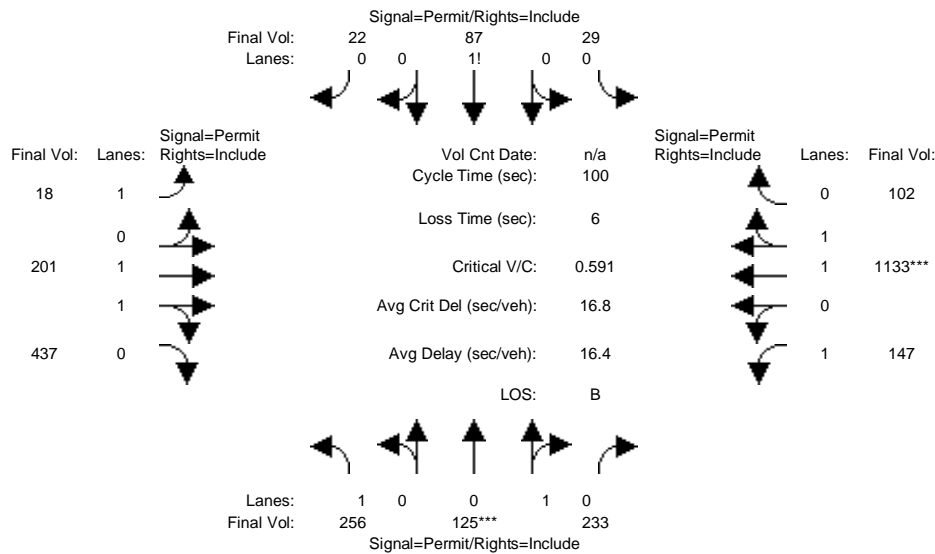 Signal=Permit/Rights=Include
Final Vol: 22 87 29
Lanes: 0 0 1! 0 0
Signal=Permit Signal=Permit
Final Vol: Lanes: Rights=Include Vol Cnt Date: n/a Rights=Include Lanes: Final Vol:
Cycle Time (sec): 100
18 1 0 102
Loss Time (sec): 6
0 1
201 1 Critical V/C: 0.591 1 1133***
1 Avg Crit Del (sec/veh): 16.8 0
437 0 Avg Delay (sec/veh): 16.4 1 147
LOS: B
Lanes: 1 0 0 1 0
Final Vol: 256 125*** 233
Signal=Permit/Rights=Include